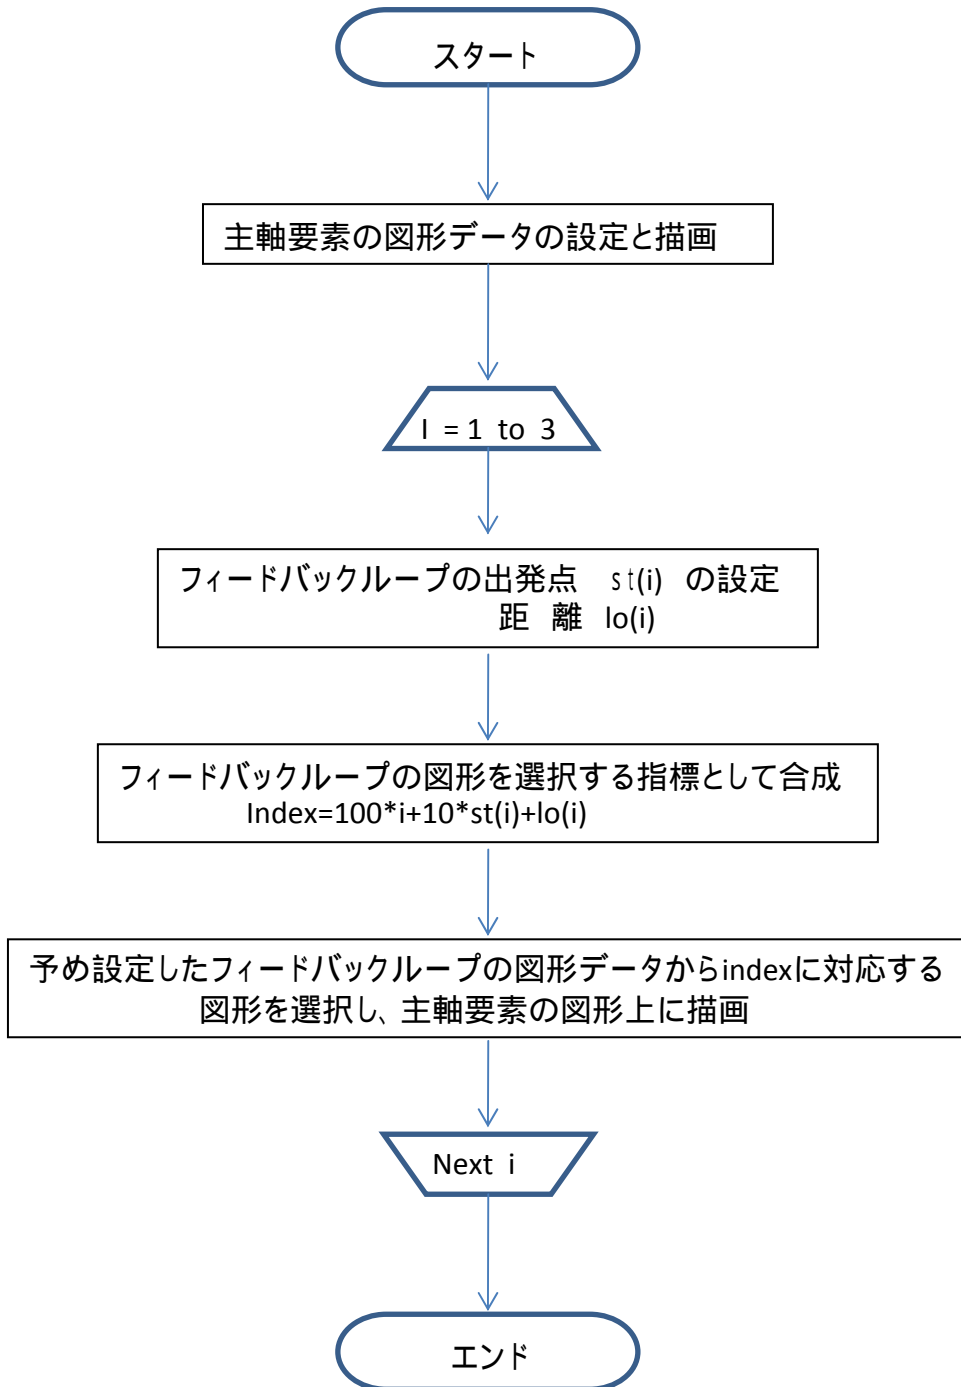 スタート
主軸要素の図形データの設定と描画
I = 1 to 3
フィードバックループの出発点 st(i) の設定
距 離 lo(i)
フィードバックループの図形を選択する指標として合成
Index=100*i+10*st(i)+lo(i)
予め設定したフィードバックループの図形データからindexに対応する
図形を選択し、主軸要素の図形上に描画
Next i
エンド